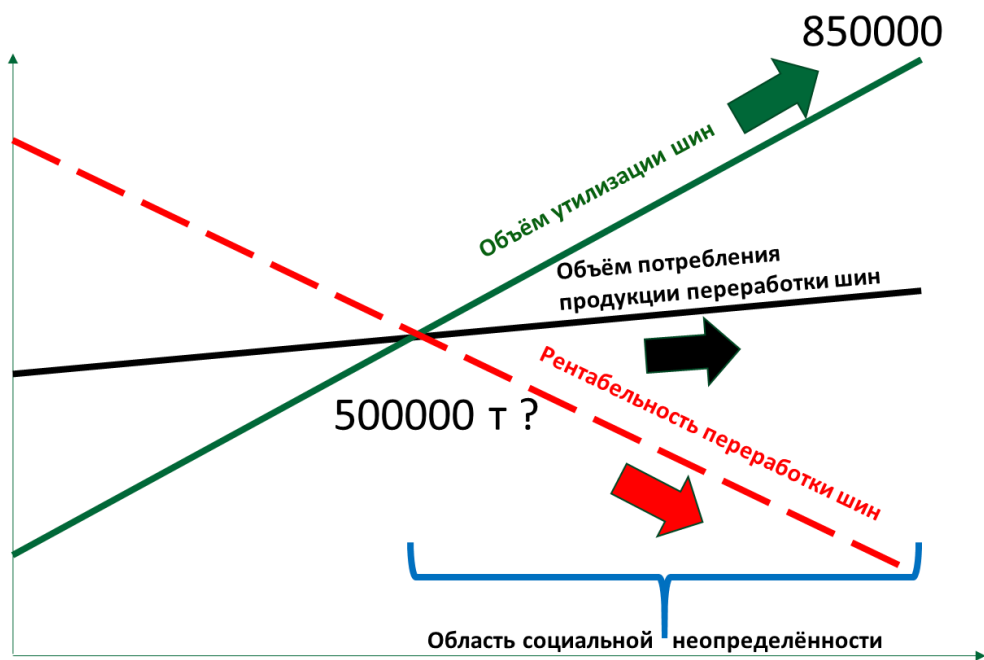 850000
Объём утилизации шин
Объём потребления
продукции переработки шин
Рентабельность переработки шин
500000 т ?
Область социальной неопределённости